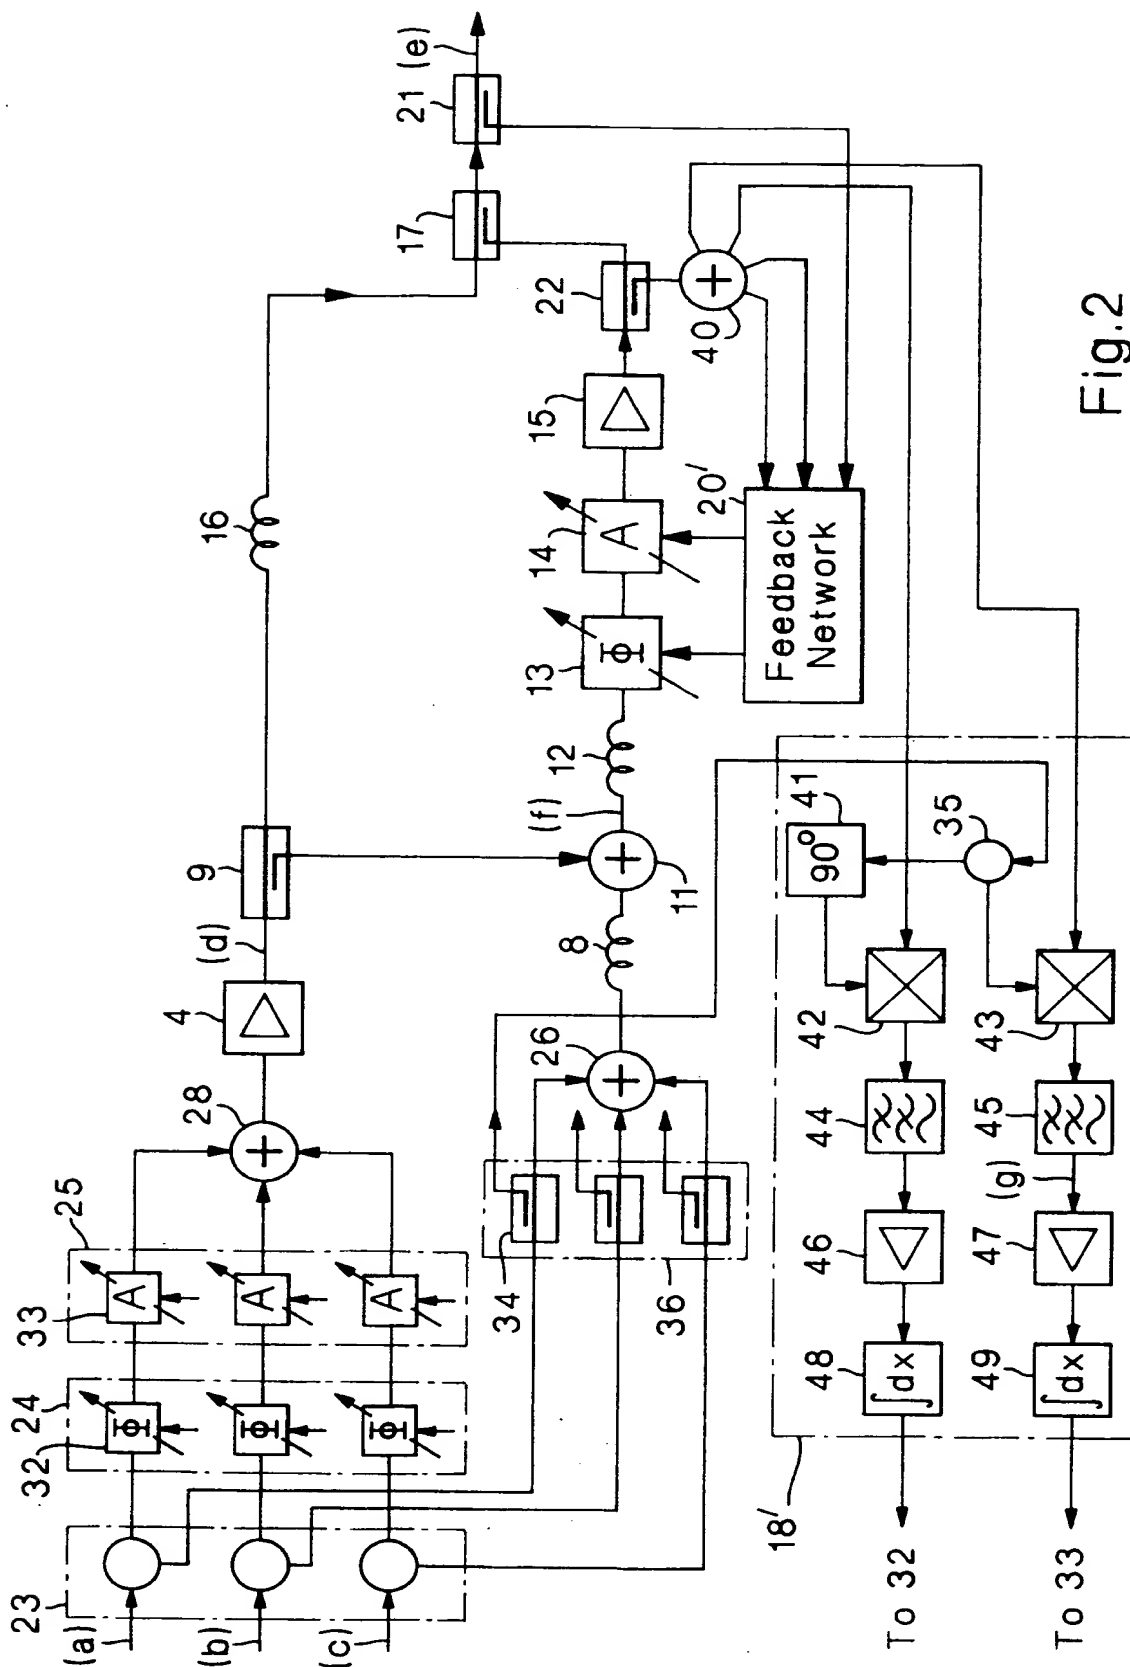 (a)
(b)
(c)
23
32
24
33
25
28
4
(d)
9
16
17
21
(e)
Φ
Φ
Φ
A
A
A
+
34
36
26
+
8
11
+
(f)
12
13
Φ
14
A
15
22
40
+
20'
Feedback
Network
18'
41
90°
35
42
43
44
45
(g)
46
47
48
∫dx
49
∫dx
To 32
To 33
Fig.2